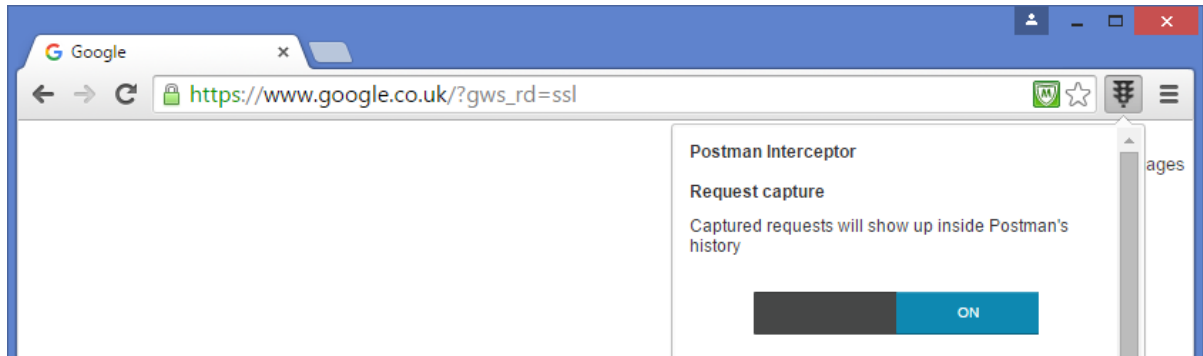 Google
https://www.google.co.uk/?gws_rd=ssl
Postman Interceptor
ages
Request capture
Captured requests will show up inside Postman's
history
ON